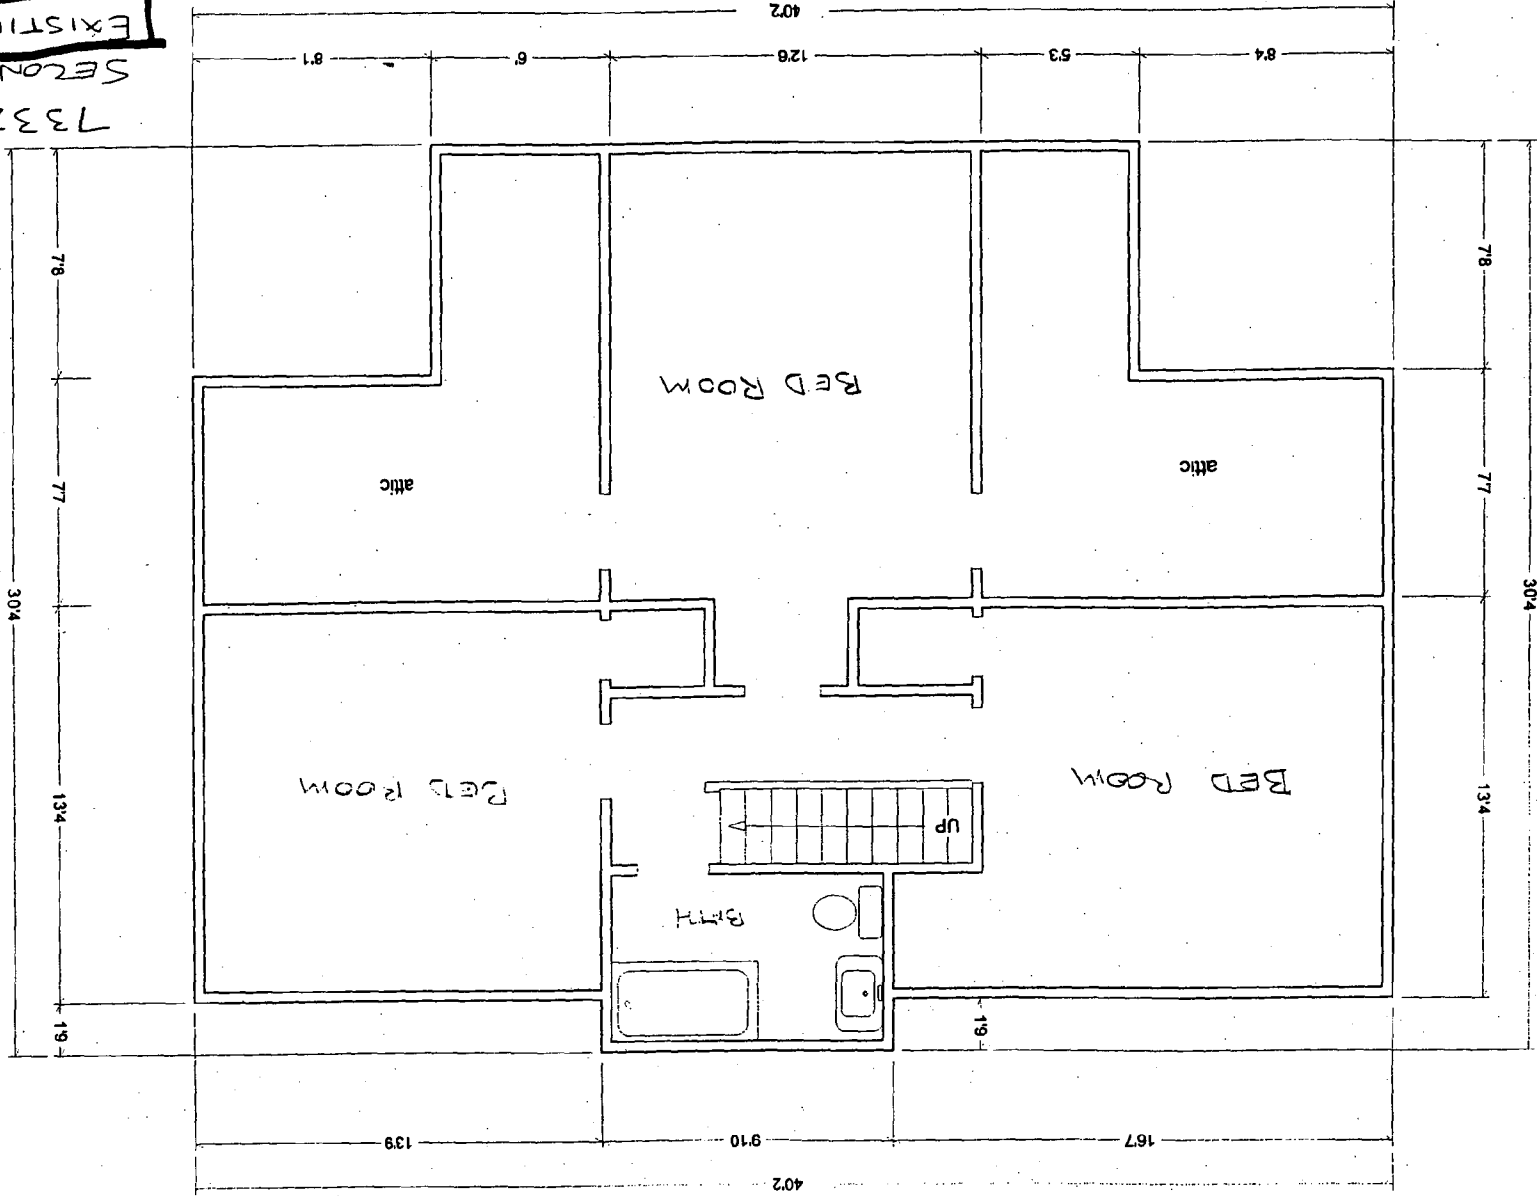 40'2
16'7 9'10 13'9
1'9 1'9
BATH
UP
BED ROOM BED ROOM
13'4 13'4
30'4 30'4
attic attic
7'7 7'7
BED ROOM
7'8 7'8
733
SECON
8'4 5'3 12'6 6' 8'1
EXISTI
40'2